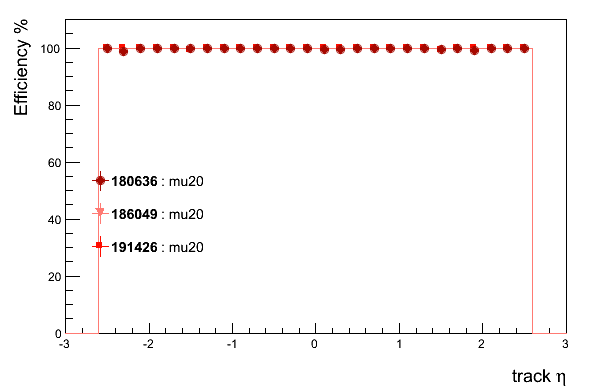 Efficiency %
100
80
60
40
20
0
180636 : mu20
186049 : mu20
191426 : mu20
-3 -2 -1 0 1 2 3
track η